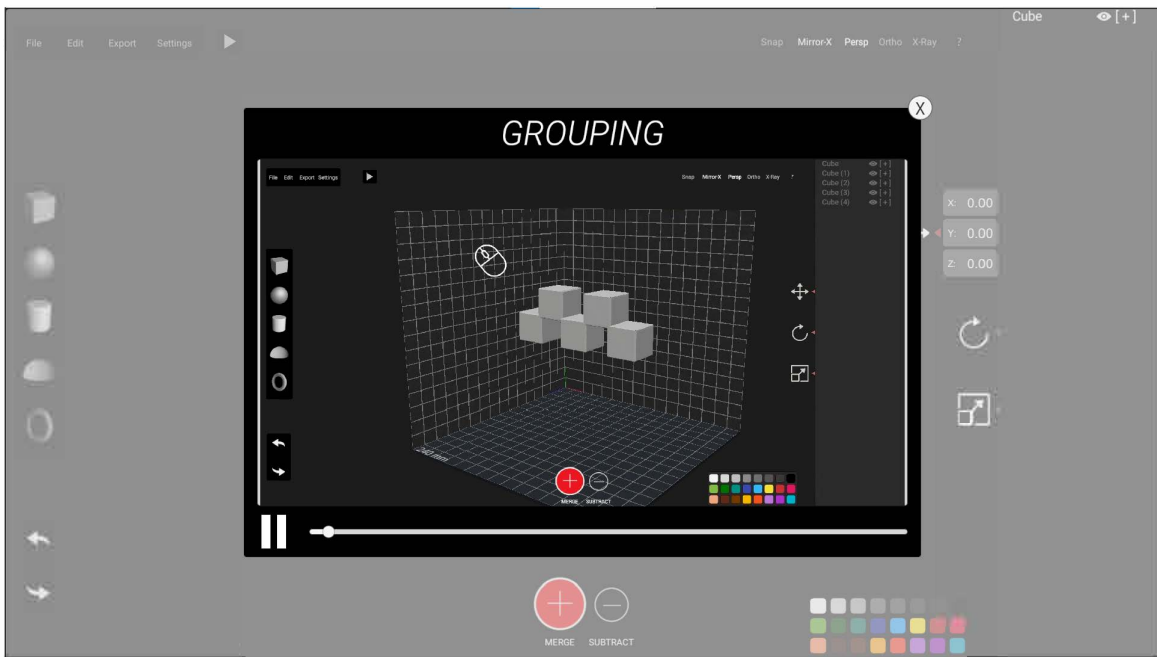 Cube [+]
File Edit Export Settings Snap Mirror-X Persp Ortho X-Ray ?
X
GROUPING
File Edit Export Settings Snap Mirror-X Persp Ortho X-Ray ?
Cube [+]
Cube (1) [+]
Cube (2) [+]
Cube (3) [+]
Cube (4) [+]
X: 0.00
Y: 0.00
Z: 0.00
240 mm
MERGE SUBTRACT
MERGE SUBTRACT